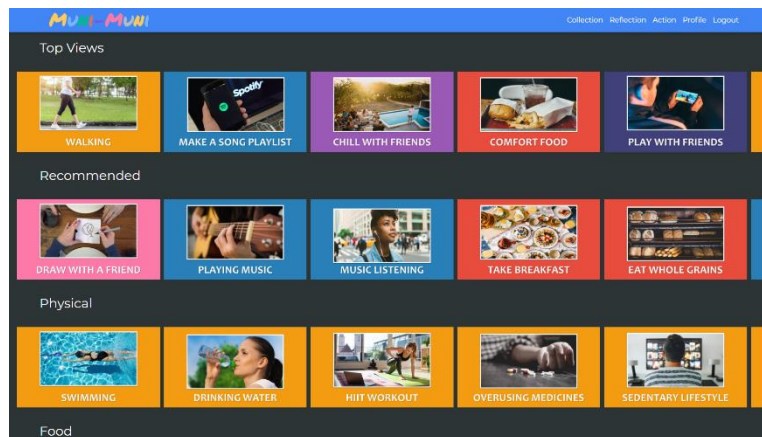 MUNI-MUNI
Collection Reflection Action Profile Logout
Top Views
Spotify
WALKING
MAKE A SONG PLAYLIST
CHILL WITH FRIENDS
COMFORT FOOD
PLAY WITH FRIENDS
Recommended
DRAW WITH A FRIEND
PLAYING MUSIC
MUSIC LISTENING
TAKE BREAKFAST
EAT WHOLE GRAINS
Physical
SWIMMING
DRINKING WATER
HIIT WORKOUT
OVERUSING MEDICINES
SEDENTARY LIFESTYLE
Food